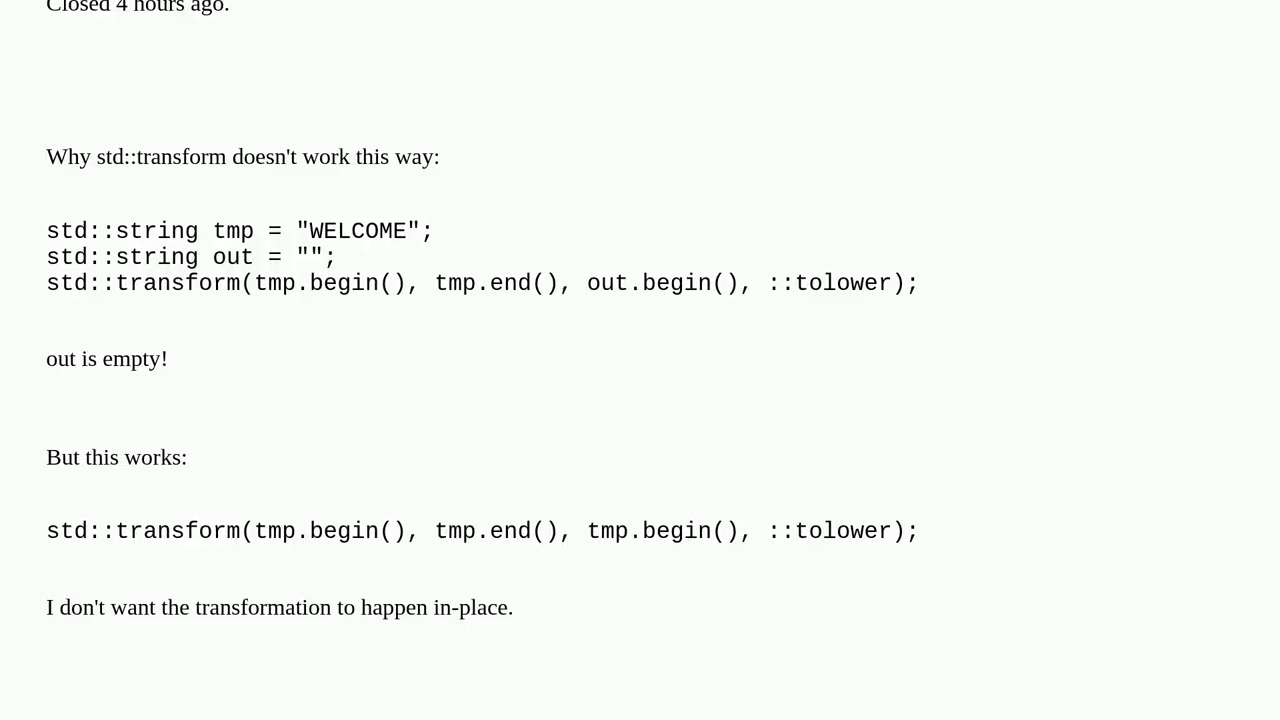 Closed 4 hours ago.
Why std::transform doesn't work this way:
std::string tmp = "WELCOME";
std::string out = "";
std::transform(tmp.begin(), tmp.end(), out.begin(), ::tolower);
out is empty!
But this works:
std::transform(tmp.begin(), tmp.end(), tmp.begin(), ::tolower);
I don't want the transformation to happen in-place.